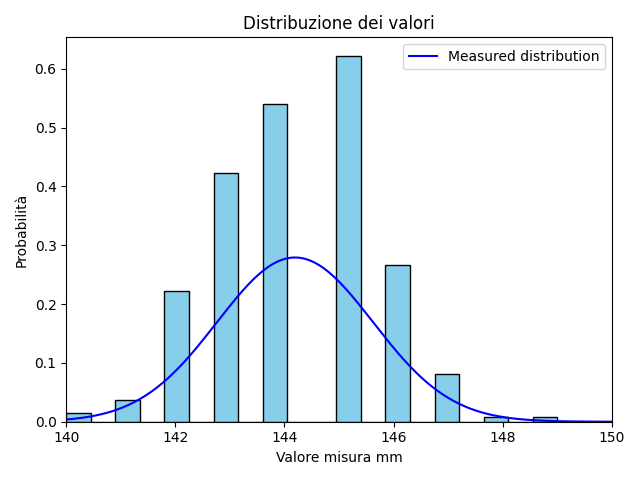 Distribuzione dei valori
Measured distribution
Probabilità
0.6
0.5
0.4
0.3
0.2
0.1
0.0
140 142 144 146 148 150
Valore misura mm